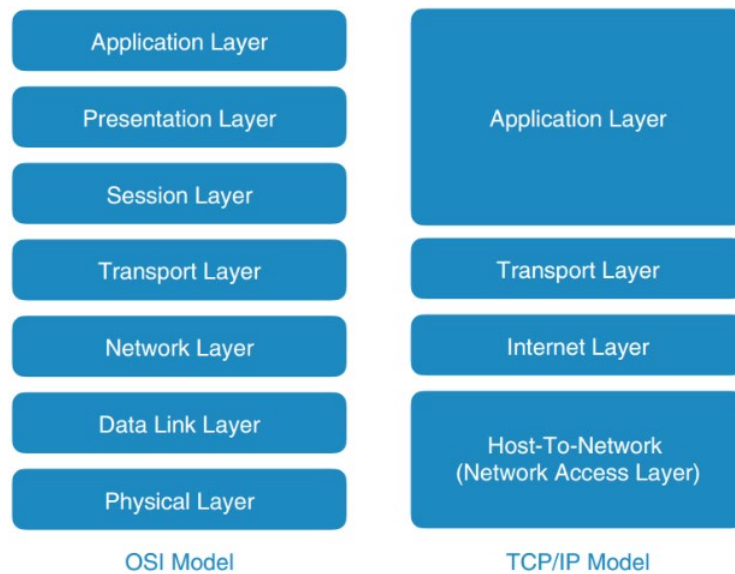 Application Layer
Presentation Layer
Session Layer
Transport Layer
Network Layer
Data Link Layer
Physical Layer
OSI Model
Application Layer
Transport Layer
Internet Layer
Host-To-Network
(Network Access Layer)
TCP/IP Model